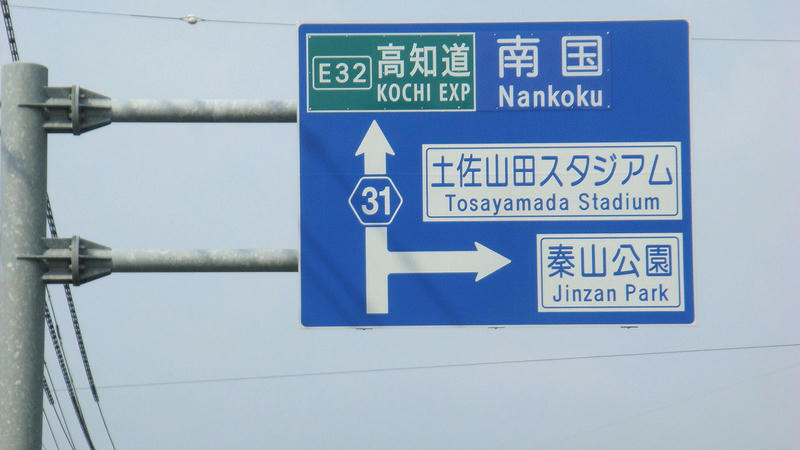 E32 高知道
KOCHI EXP
南国
Nankoku
31
土佐山田スタジアム
Tosayamada Stadium
秦山公園
Jinzan Park